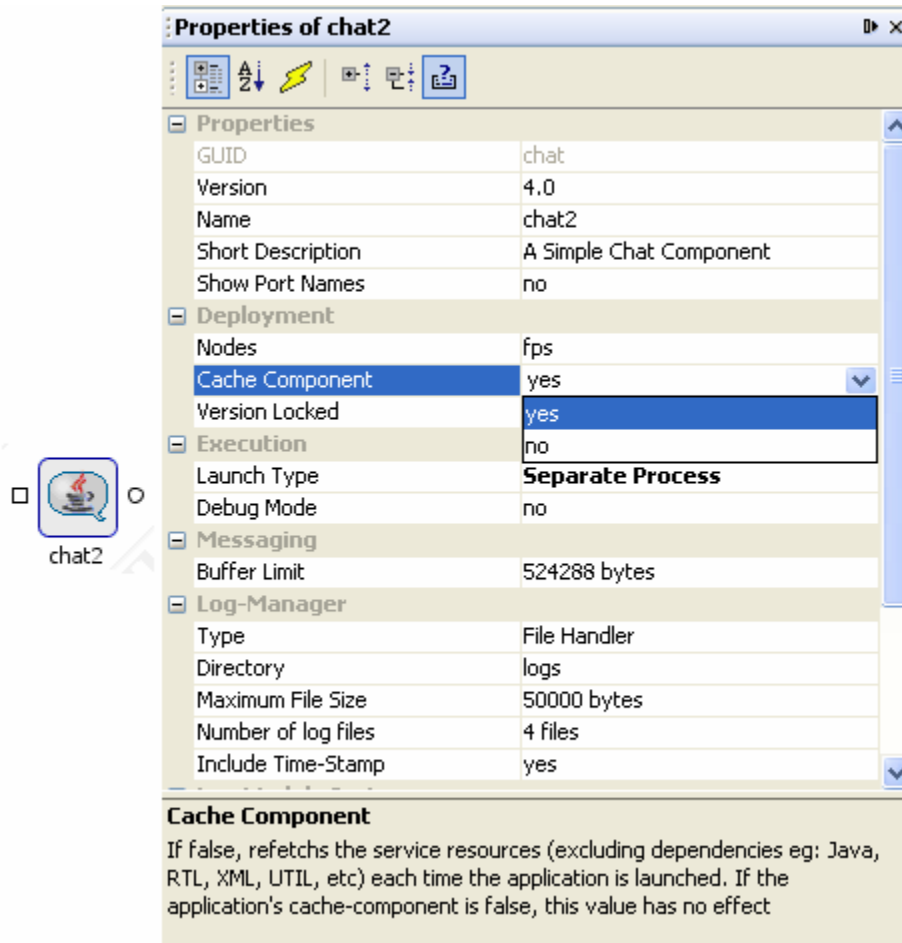 Properties of chat2
Properties
GUID chat
Version 4.0
Name chat2
Short Description A Simple Chat Component
Show Port Names no
Deployment
Nodes fps
Cache Component yes
Version Locked yes
Execution no
Launch Type Separate Process
Debug Mode no
Messaging
Buffer Limit 524288 bytes
Log-Manager
Type File Handler
Directory logs
Maximum File Size 50000 bytes
Number of log files 4 files
Include Time-Stamp yes
chat2
Cache Component
If false, refetchs the service resources (excluding dependencies eg: Java,
RTL, XML, UTIL, etc) each time the application is launched. If the
application's cache-component is false, this value has no effect